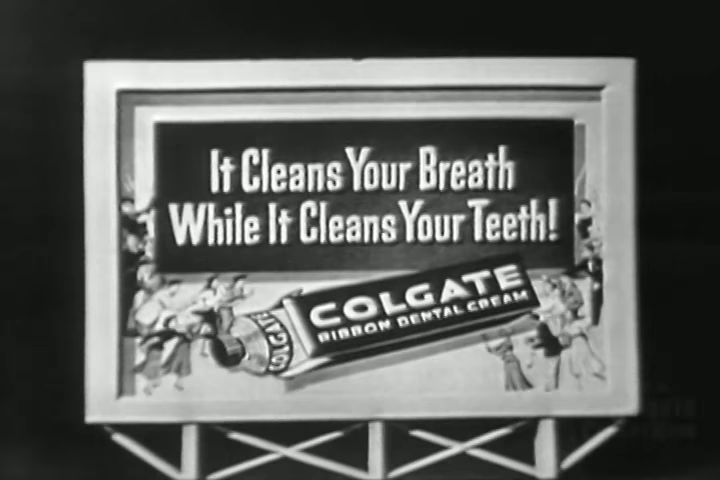 It Cleans Your Breath
While It Cleans Your Teeth!
COLGATE
RIBBON DENTAL CREAM
COLGATE